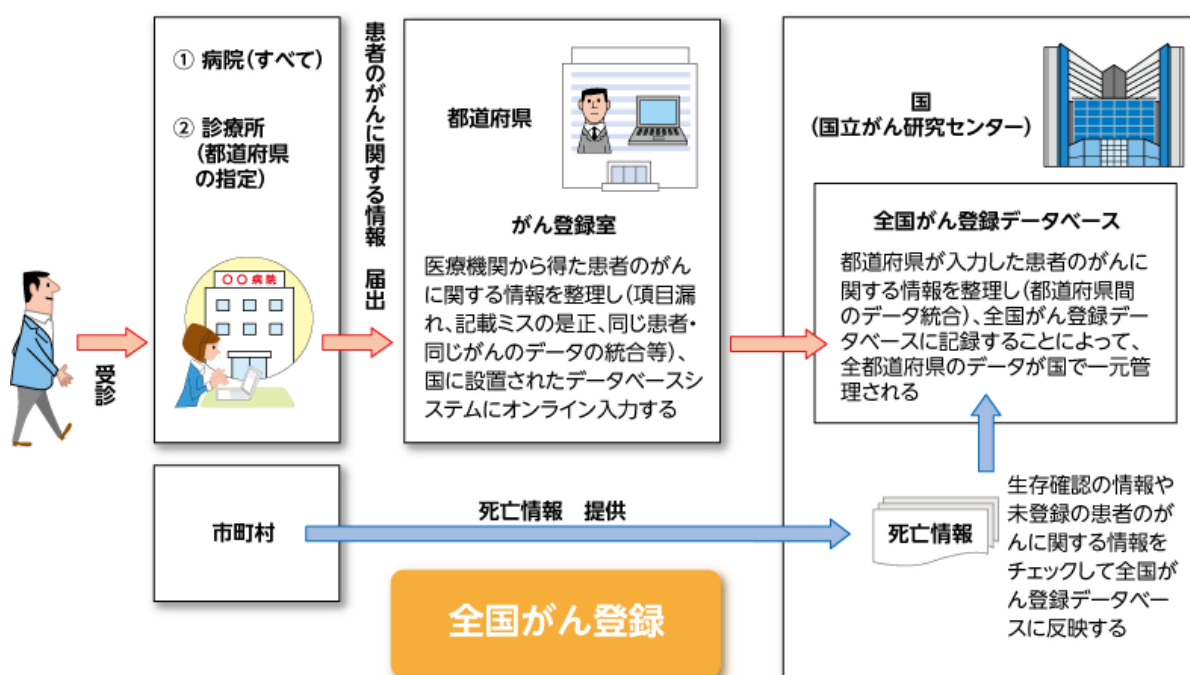 ① 病院(すべて)
② 診療所
(都道府県
の指定)
〇〇病院
受診
患者のがんに関する情報 届出
都道府県
がん登録室
医療機関から得た患者のがん
に関する情報を整理し(項目漏
れ、記載ミスの是正、同じ患者・
同じがんのデータの統合等)、
国に設置されたデータベースシ
ステムにオンライン入力する
国
(国立がん研究センター)
全国がん登録データベース
都道府県が入力した患者のがんに
関する情報を整理し(都道府県間
のデータ統合)、全国がん登録デー
タベースに記録することによって、
全都道府県のデータが国で一元管
理される
市町村
死亡情報 提供
死亡情報
生存確認の情報や
未登録の患者のが
んに関する情報を
チェックして全国が
ん登録データベー
スに反映する
全国がん登録